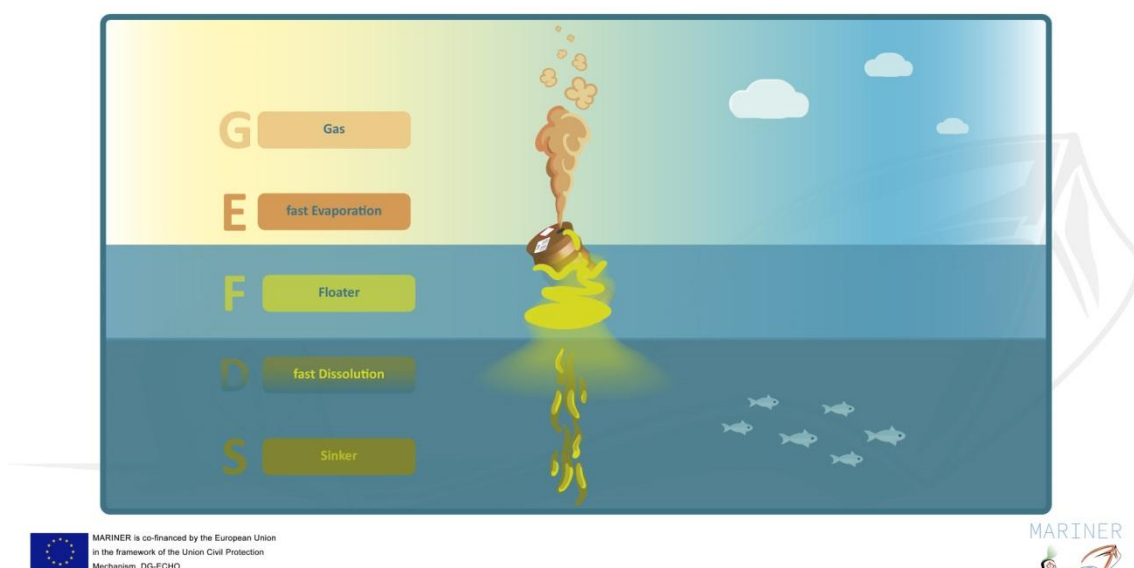 G
Gas
E
fast Evaporation
F
Floater
D
fast Dissolution
S
Sinker
MARINER is co-financed by the European Union
in the framework of the Union Civil Protection
Mechanism, DG-ECHO
MARINER